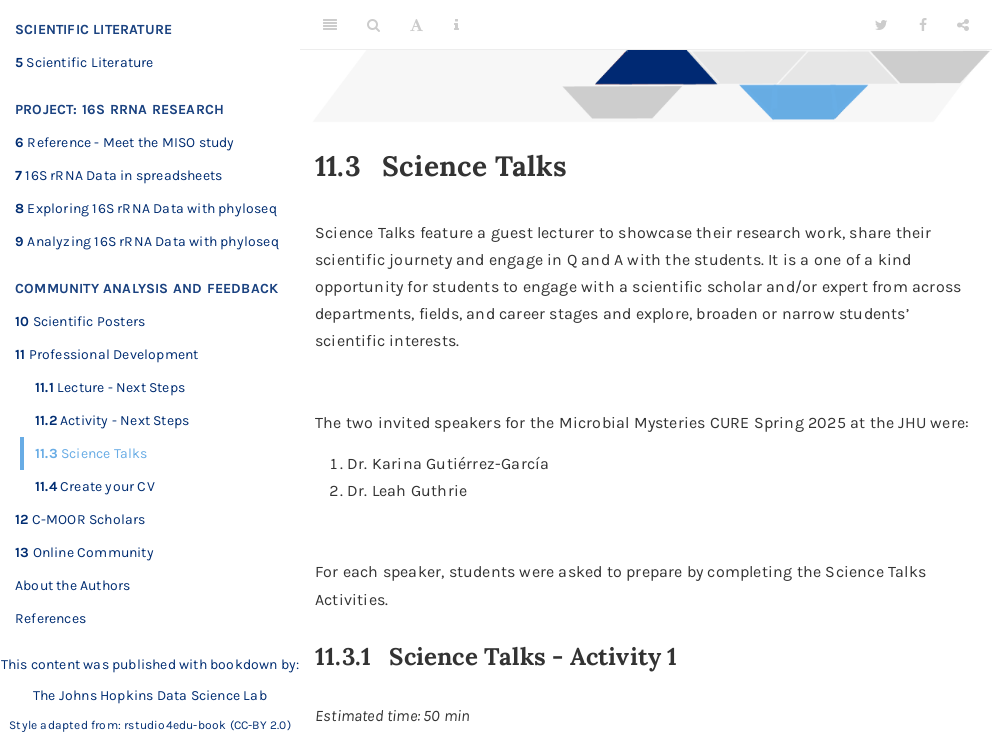 SCIENTIFIC LITERATURE
5 Scientific Literature
PROJECT: 16S RRNA RESEARCH
6 Reference - Meet the MISO study
7 16S rRNA Data in spreadsheets
8 Exploring 16S rRNA Data with phyloseq
9 Analyzing 16S rRNA Data with phyloseq
COMMUNITY ANALYSIS AND FEEDBACK
10 Scientific Posters
11 Professional Development
11.1 Lecture - Next Steps
11.2 Activity - Next Steps
11.3 Science Talks
11.4 Create your CV
12 C-MOOR Scholars
13 Online Community
About the Authors
References
This content was published with bookdown by:
The Johns Hopkins Data Science Lab
Style adapted from: rstudio4edu-book (CC-BY 2.0)
11.3 Science Talks
Science Talks feature a guest lecturer to showcase their research work, share their
scientific journety and engage in Q and A with the students. It is a one of a kind
opportunity for students to engage with a scientific scholar and/or expert from across
departments, fields, and career stages and explore, broaden or narrow students’
scientific interests.
The two invited speakers for the Microbial Mysteries CURE Spring 2025 at the JHU were:
1. Dr. Karina Gutiérrez-García
2. Dr. Leah Guthrie
For each speaker, students were asked to prepare by completing the Science Talks
Activities.
11.3.1 Science Talks - Activity 1
Estimated time: 50 min